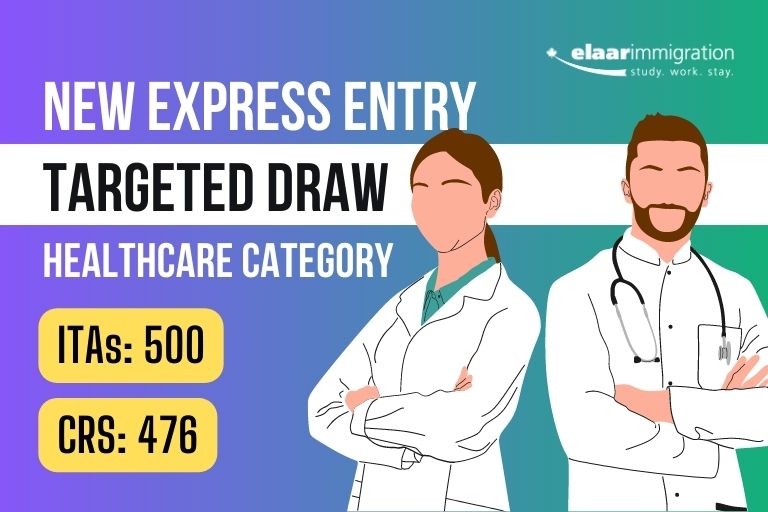 elaarimmigration
study. work. stay.
NEW EXPRESS ENTRY
TARGETED DRAW
HEALTHCARE CATEGORY
ITAs: 500
CRS: 476